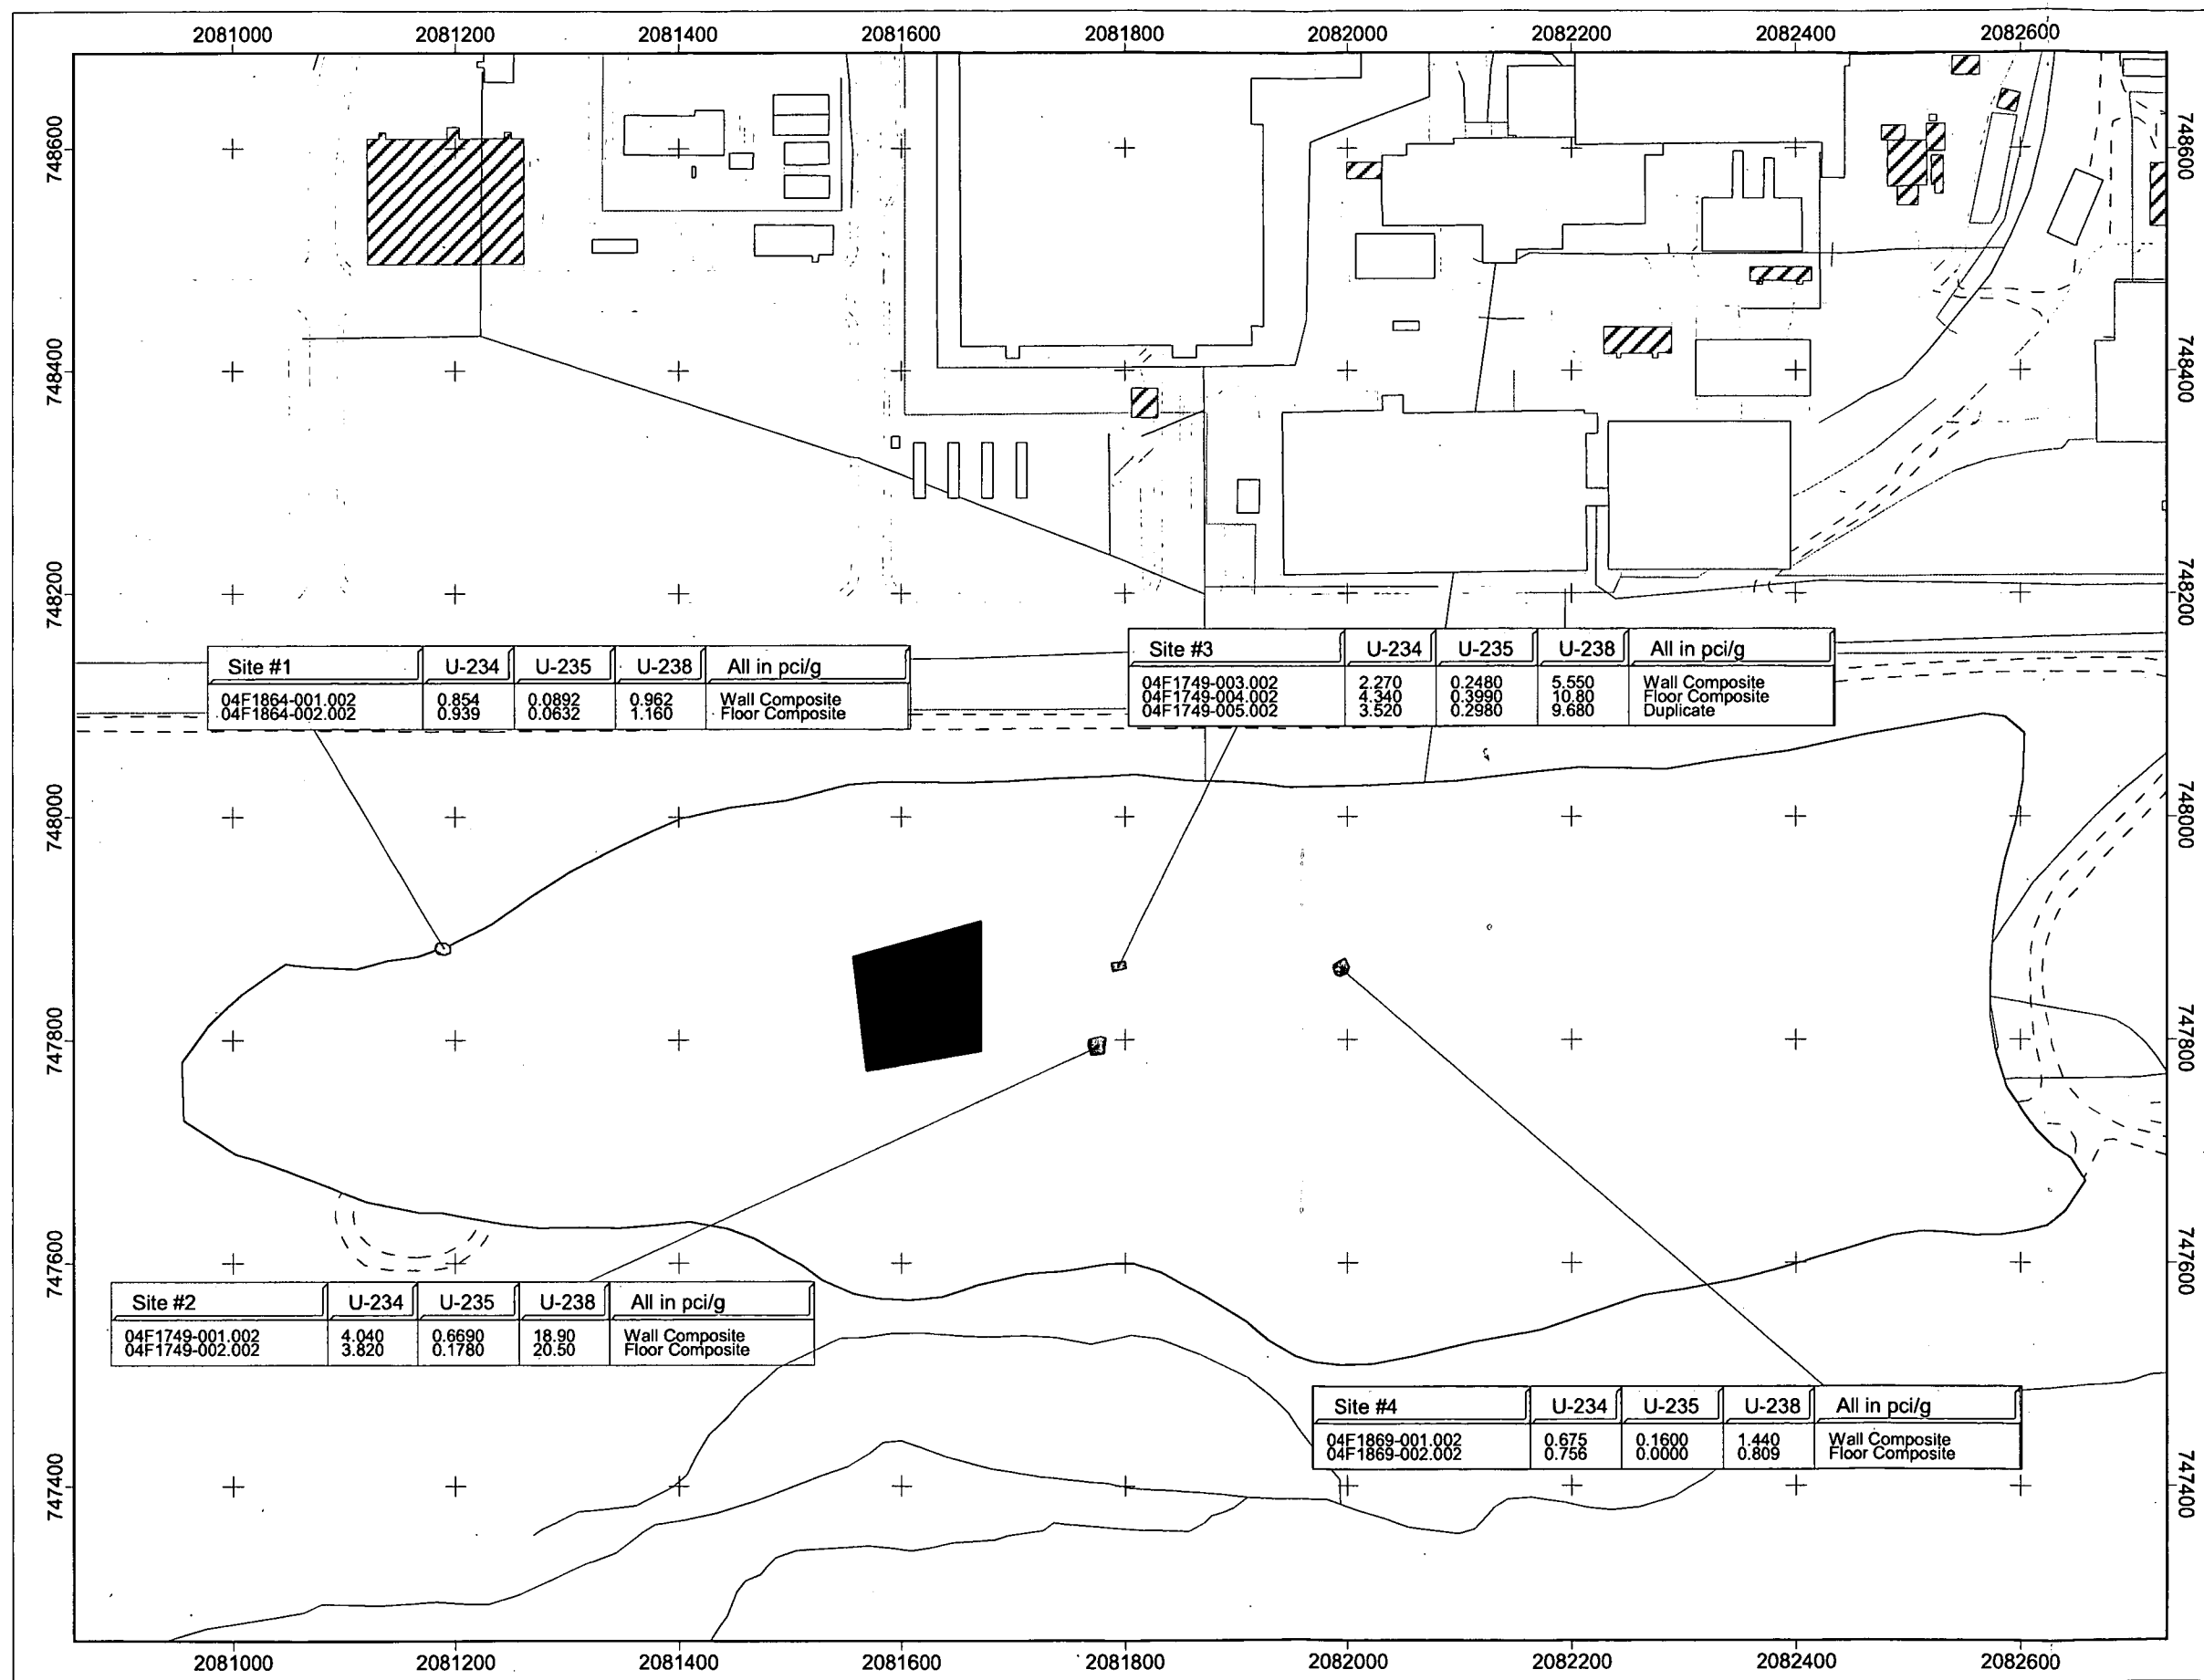 2081000 2081200 2081400 2081600 2081800 2082000 2082200 2082400 2082600
748600 748600
748400 748400
748200 748200
Site #1 U-234 U-235 U-238 All in pci/g
04F1864-001.002 0.854 0.0892 0.962 Wall Composite
04F1864-002.002 0.939 0.0632 1.160 Floor Composite
Site #3 U-234 U-235 U-238 All in pci/g
04F1749-003.002 2.270 0.2480 5.550 Wall Composite
04F1749-004.002 4.340 0.3990 10.80 Floor Composite
04F1749-005.002 3.520 0.2980 9.680 Duplicate
748000 748000
747800 747800
747600 747600
Site #2 U-234 U-235 U-238 All in pci/g
04F1749-001.002 4.040 0.6690 18.90 Wall Composite
04F1749-002.002 3.820 0.1780 20.50 Floor Composite
Site #4 U-234 U-235 U-238 All in pci/g
04F1869-001.002 0.675 0.1600 1.440 Wall Composite
04F1869-002.002 0.756 0.0000 0.809 Floor Composite
747400 747400
2081000 2081200 2081400 2081600 2081800 2082000 2082200 2082400 2082600